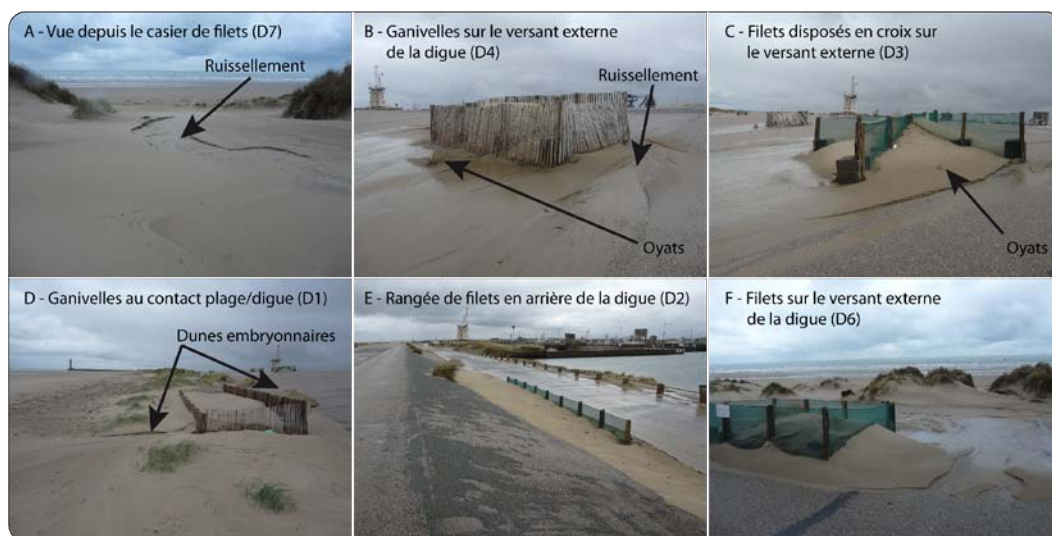 A - Vue depuis le casier de filets (D7)
Ruissellement
B - Ganivelles sur le versant externe
de la digue (D4)
Ruissellement
Oyats
C - Filets disposés en croix sur
le versant externe (D3)
Oyats
D - Ganivelles au contact plage/digue (D1)
Dunes embryonnaires
E - Rangée de filets en arrière de la digue (D2)
F - Filets sur le versant externe
de la digue (D6)